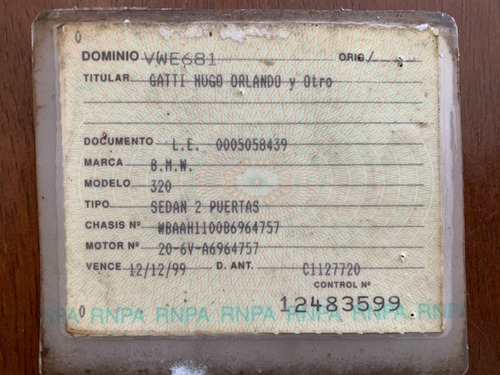 DOMINIO VWE681 ORIG/
TITULAR GATTI HUGO ORLANDO y Otro
DOCUMENTO L.E. 0005058439
MARCA B.M.W.
MODELO 320
TIPO SEDAN 2 PUERTAS
CHASIS Nº WBAAH1100B6964757
MOTOR Nº 20-6V-A6964757
VENCE 12/12/99 D. ANT. C1127720
CONTROL Nº
0 12483599
RNPA RNPA RNPA RNPA RNPA RNPA